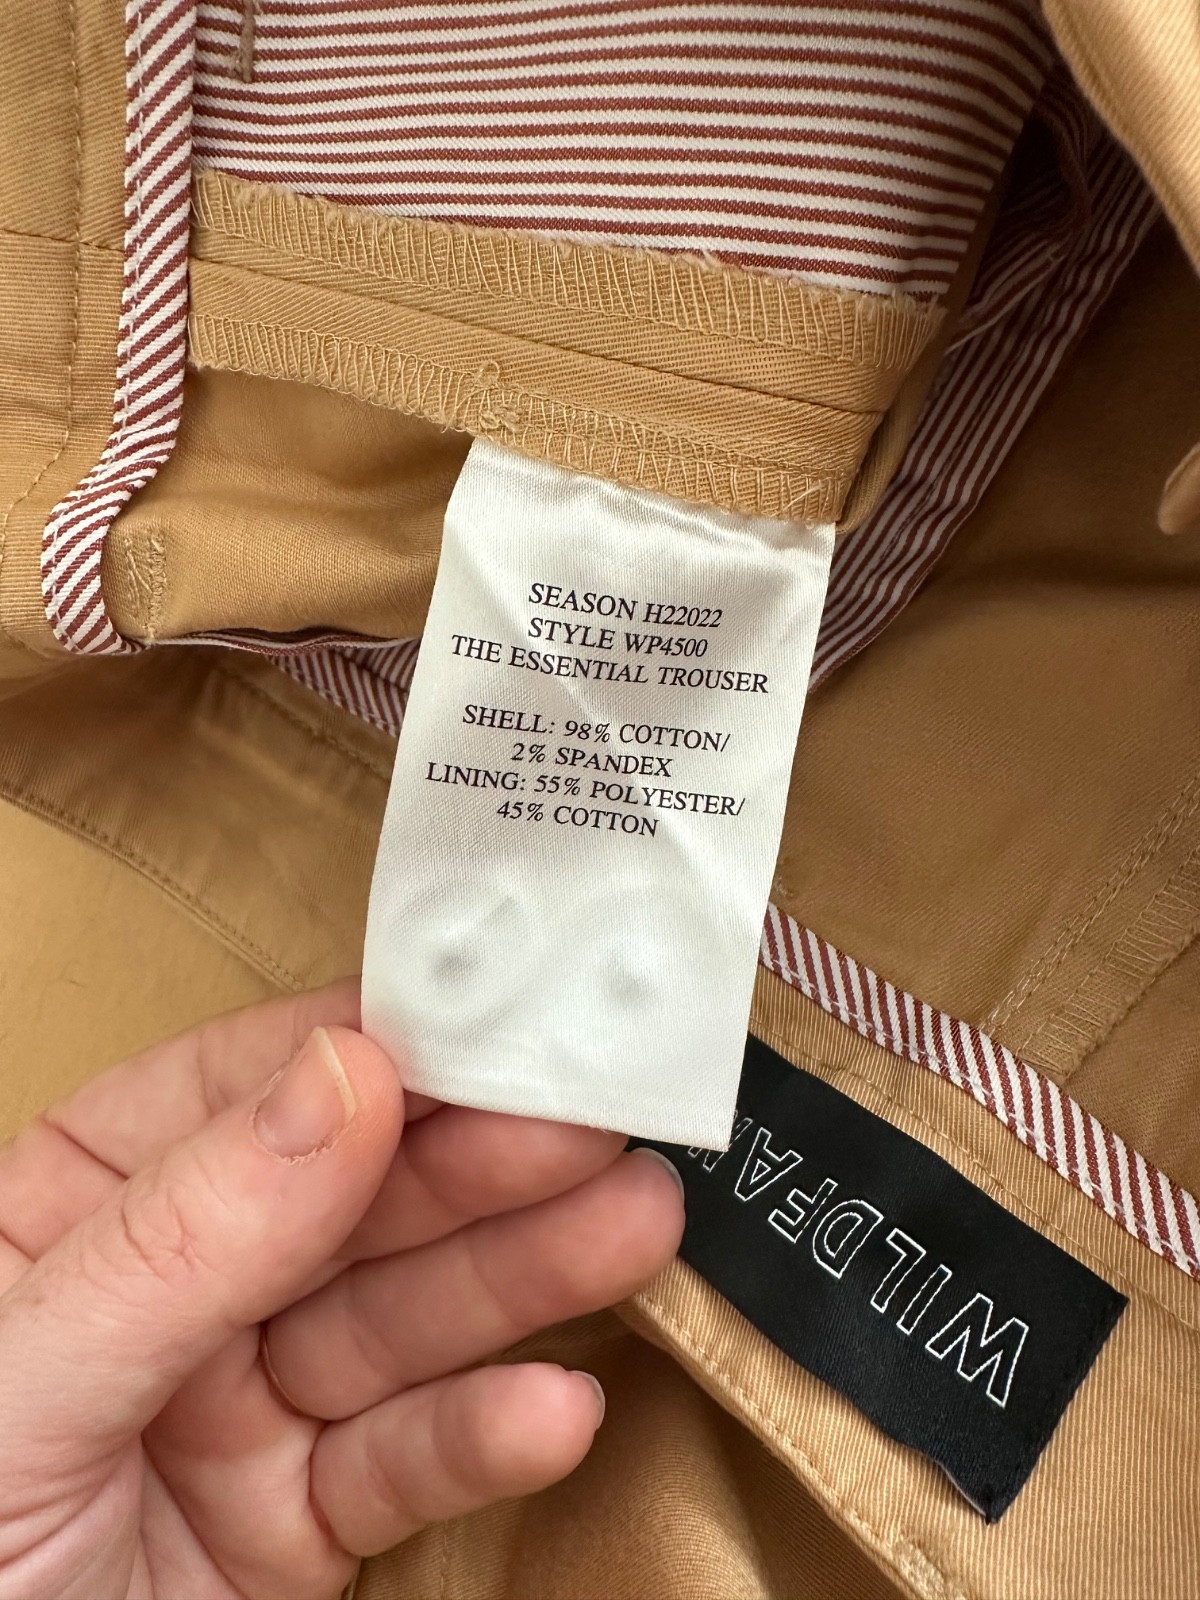 SEASON H22022
STYLE WP4500
THE ESSENTIAL TROUSER
SHELL: 98% COTTON/
2% SPANDEX
LINING: 55% POLYESTER/
45% COTTON